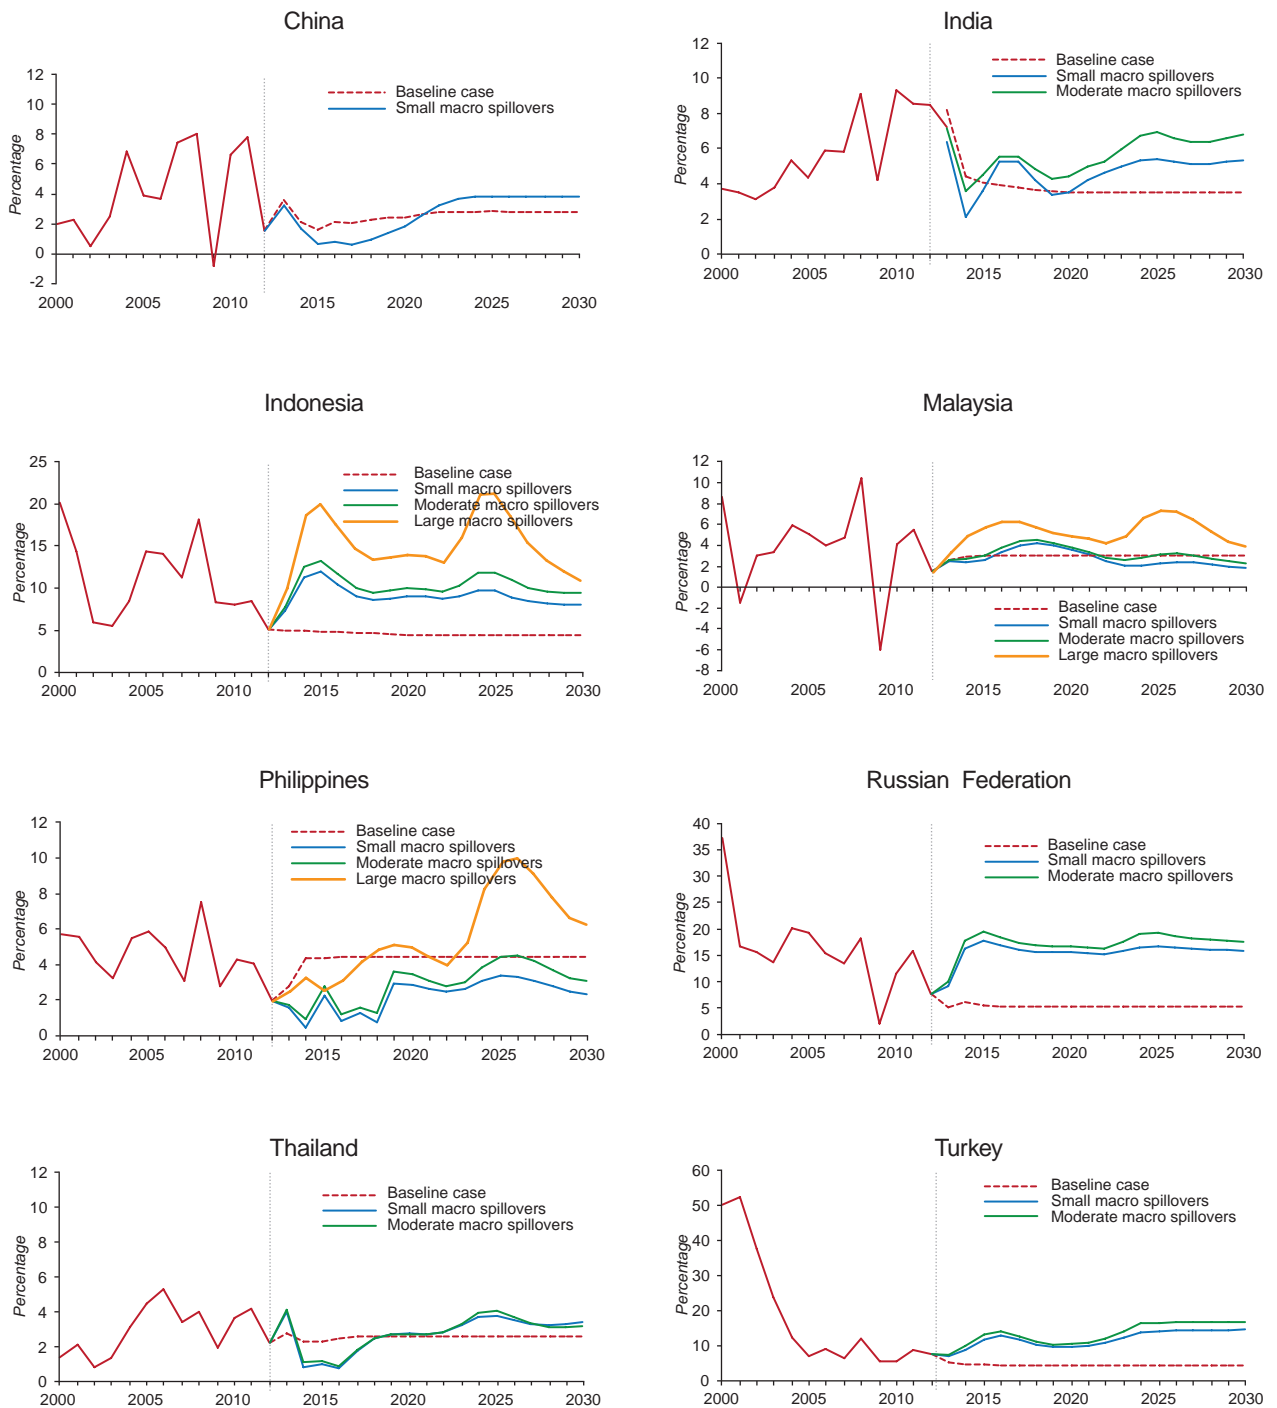 China
12
10
8
6
4
2
0
-2
Percentage
Baseline case
Small macro spillovers
2000 2005 2010 2015 2020 2025 2030
India
12
10
8
6
4
2
0
Percentage
Baseline case
Small macro spillovers
Moderate macro spillovers
2000 2005 2010 2015 2020 2025 2030
Indonesia
25
20
15
10
5
0
Percentage
Baseline case
Small macro spillovers
Moderate macro spillovers
Large macro spillovers
2000 2005 2010 2015 2020 2025 2030
Malaysia
12
10
8
6
4
2
0
-2
-4
-6
-8
Percentage
Baseline case
Small macro spillovers
Moderate macro spillovers
Large macro spillovers
2000 2005 2010 2015 2020 2025 2030
Philippines
12
10
8
6
4
2
0
Percentage
Baseline case
Small macro spillovers
Moderate macro spillovers
Large macro spillovers
2000 2005 2010 2015 2020 2025 2030
Russian Federation
40
35
30
25
20
15
10
5
0
Percentage
Baseline case
Small macro spillovers
Moderate macro spillovers
2000 2005 2010 2015 2020 2025 2030
Thailand
12
10
8
6
4
2
0
Percentage
Baseline case
Small macro spillovers
Moderate macro spillovers
2000 2005 2010 2015 2020 2025 2030
Turkey
60
50
40
30
20
10
0
Percentage
Baseline case
Small macro spillovers
Moderate macro spillovers
2000 2005 2010 2015 2020 2025 2030